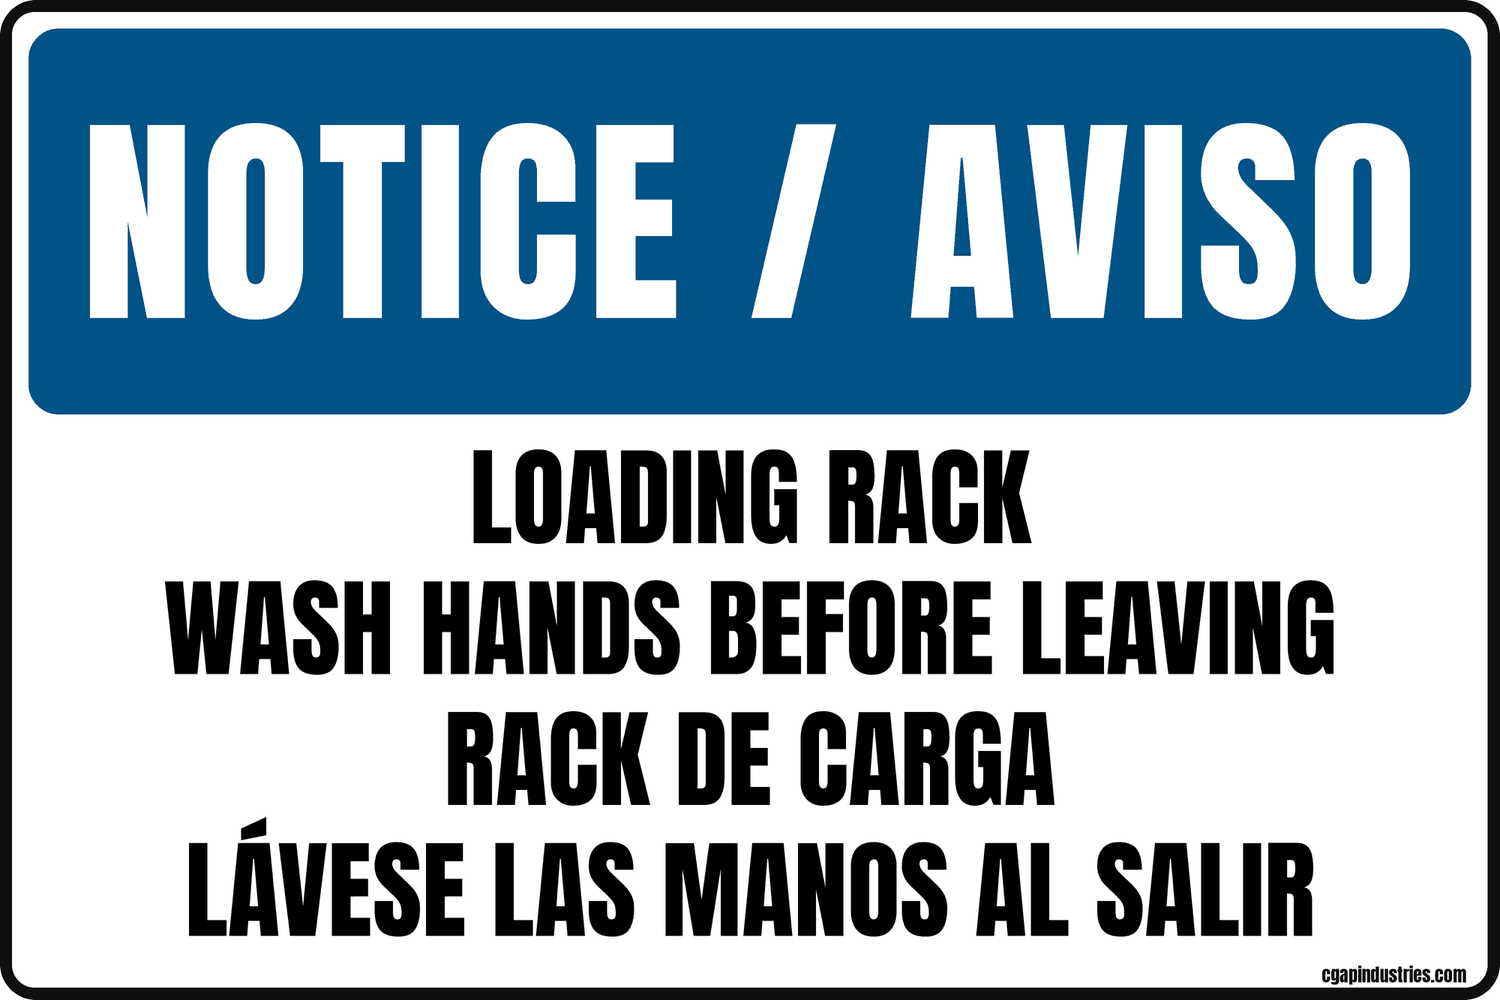 NOTICE / AVISO
LOADING RACK
WASH HANDS BEFORE LEAVING
RACK DE CARGA
LÁVESE LAS MANOS AL SALIR
cgapindustries.com